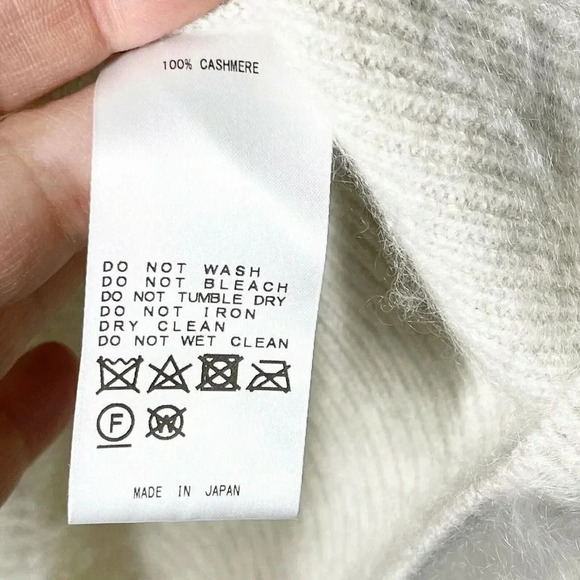 100% CASHMERE
DO NOT WASH
DO NOT BLEACH
DO NOT TUMBLE DRY
DO NOT IRON
DRY CLEAN
DO NOT WET CLEAN
F W
MADE IN JAPAN